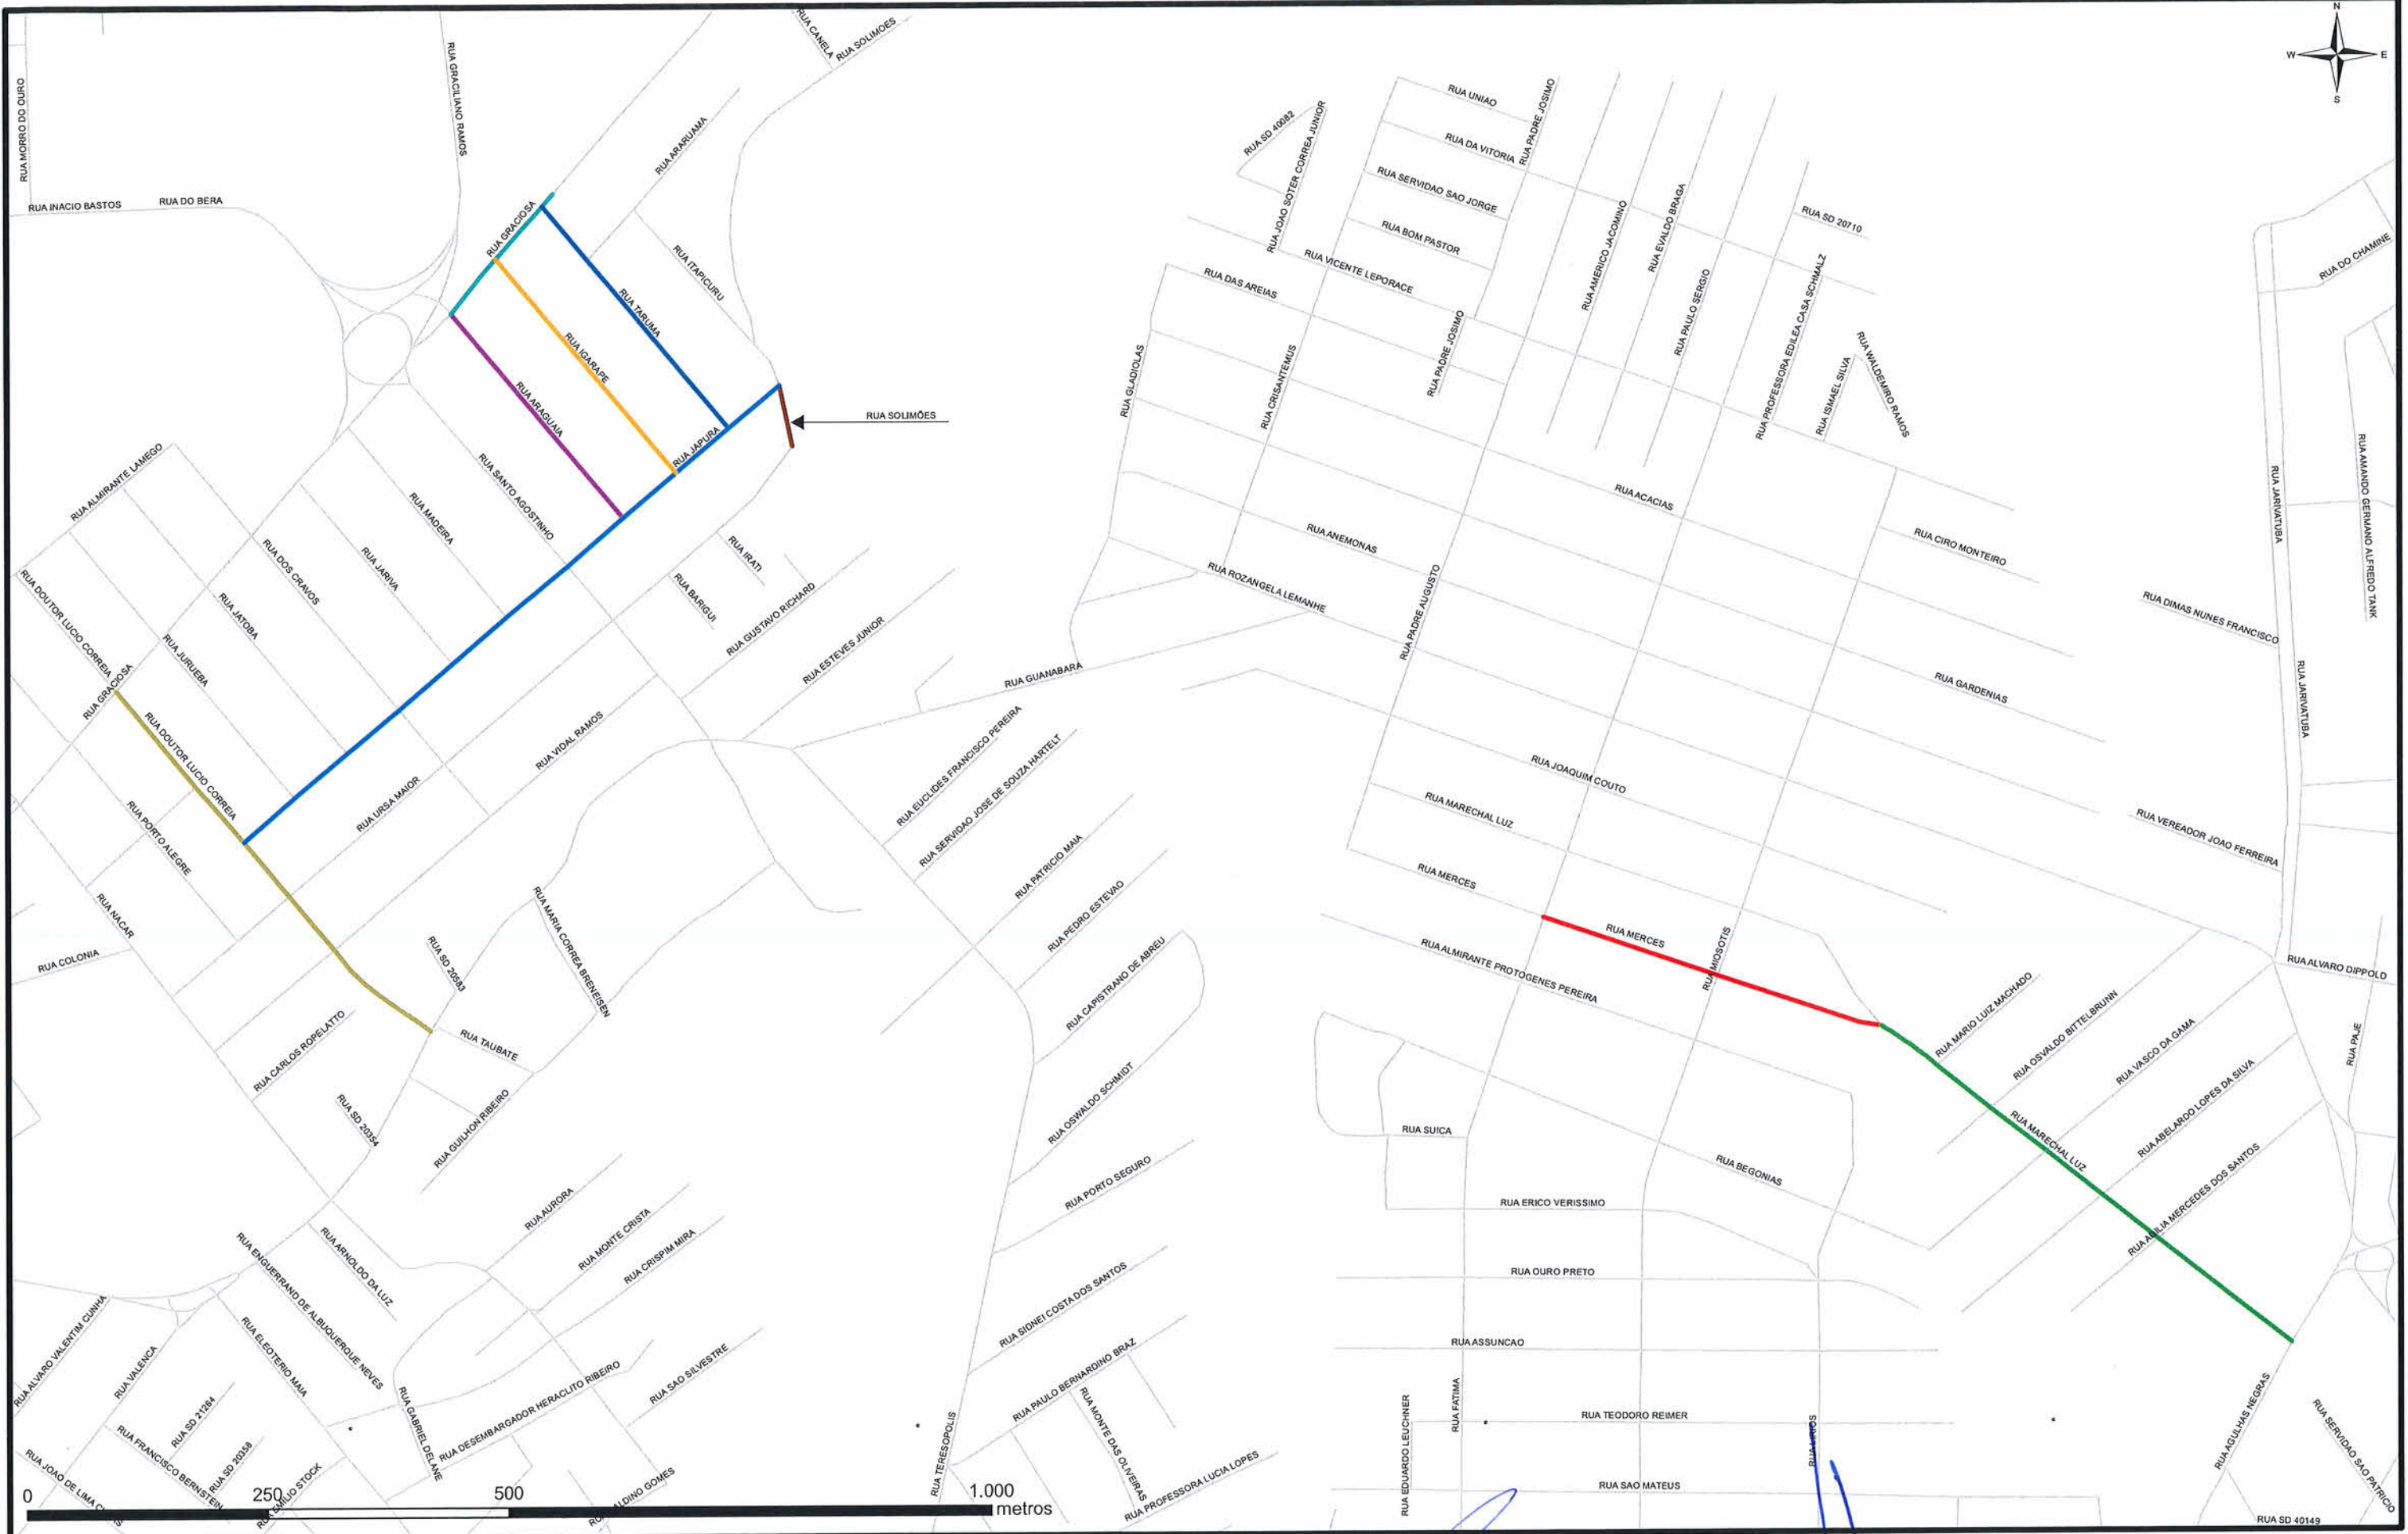 N
W
E
S
RUA CANELA
RUA SOLIMOES
RUA MORRO DO OURO
RUA GRACILIANO RAMOS
RUA INACIO BASTOS
RUA DO BERA
RUA ARARUAMA
RUA GRACIOSA
RUA ITAPICURU
RUA TARUMA
RUA IGARAPE
RUA ARAGUAIA
RUA JAPURA
RUA SOLIMÕES
RUA ALMIRANTE LAMEGO
RUA SANTO AGOSTINHO
RUA MADEIRA
RUA JARIVA
RUA DOS CRAVOS
RUA JATOBA
RUA JURUEBA
RUA DOUTOR LUCIO CORREIA
RUA GRACIOSA
RUA DOUTOR LUCIO CORREIA
RUA IRATI
RUA BARIGUI
RUA GUSTAVO RICHARD
RUA ESTEVES JUNIOR
RUA GUANABARA
RUA VIDAL RAMOS
RUA URSA MAIOR
RUA PORTO ALEGRE
RUA NACAR
RUA COLONIA
RUA SD 20583
RUA MARIA CORREA BRENEISEN
RUA TAUBATE
RUA CARLOS ROPELATTO
RUA SD 20354
RUA GUILHON RIBEIRO
RUA EUCLIDES FRANCISCO PEREIRA
RUA SERVIDAO JOSE DE SOUZA HARTELT
RUA PATRICIO MAIA
RUA PEDRO ESTEVAO
RUA CAPISTRANO DE ABREU
RUA OSWALDO SCHMIDT
RUA PORTO SEGURO
RUA SIDNEI COSTA DOS SANTOS
RUA PAULO BERNARDINO BRAZ
RUA MONTE DAS OLIVEIRAS
RUA PROFESSORA LUCIA LOPES
RUA TERESOPOLIS
RUA AURORA
RUA MONTE CRISTA
RUA CRISPIM MIRA
RUA ARNOLDO DA LUZ
RUA ENGUERRAND DE ALBUQUERQUE NEVES
RUA ELEOTERIO MAIA
RUA ALVARO VALENTIM CUNHA
RUA VALENCA
RUA SD 21264
RUA SD 20358
RUA FRANCISCO BERNSTEIN
RUA JOAO DE LIMA
RUA EMILIO STOCK
RUA GABRIEL DELANE
RUA DESEMBARGADOR HERACLITO RIBEIRO
RUA SAO SILVESTRE
ALDINO GOMES
0
250
500
1.000
metros
RUA SD 40082
RUA JOAO SOTER CORREA JUNIOR
RUA UNIAO
RUA DA VITORIA
RUA PADRE JOSIMO
RUA SERVIDAO SAO JORGE
RUA BOM PASTOR
RUA VICENTE LEPORACE
RUA DAS AREIAS
RUA AMERICO JACOMINO
RUA EVALDO BRAGA
RUA PAULO SERGIO
RUA SD 20710
RUA PROFESSORA EDILEA CASA SCHMALZ
RUA ISMAEL SILVA
RUA WALDEMIRO RAMOS
RUA GLADIOLAS
RUA CRISANTEMUS
RUA PADRE JOSIMO
RUA ACACIAS
RUA ANEMONAS
RUA ROZANGELA LEMANHE
RUA PADRE AUGUSTO
RUA CIRO MONTEIRO
RUA GARDENIAS
RUA DIMAS NUNES FRANCISCO
RUA DO CHAMINE
RUA JARIVATUBA
RUA AMANDO GERMANO ALFREDO TANK
RUA JARIVATUBA
RUA JOAQUIM COUTO
RUA MARECHAL LUZ
RUA VEREADOR JOAO FERREIRA
RUA MERCES
RUA MERCES
RUA MIOSOTIS
RUA ALMIRANTE PROTOGENES PEREIRA
RUA ALVARO DIPPOLD
RUA PAJE
RUA MARIO LUIZ MACHADO
RUA OSVALDO BITTELBRUNN
RUA VASCO DA GAMA
RUA ABELARDO LOPES DA SILVA
RUA MARECHAL LUZ
RUA ABILIA MERCEDES DOS SANTOS
RUA SUICA
RUA BEGONIAS
RUA ERICO VERISSIMO
RUA OURO PRETO
RUA ASSUNCAO
RUA EDUARDO LEUCHNER
RUA FATIMA
RUA TEODORO REIMER
RUA SAO MATEUS
RUA AGULHAS NEGRAS
RUA SERVIDAO SAO PATRICIO
RUA SD 40149